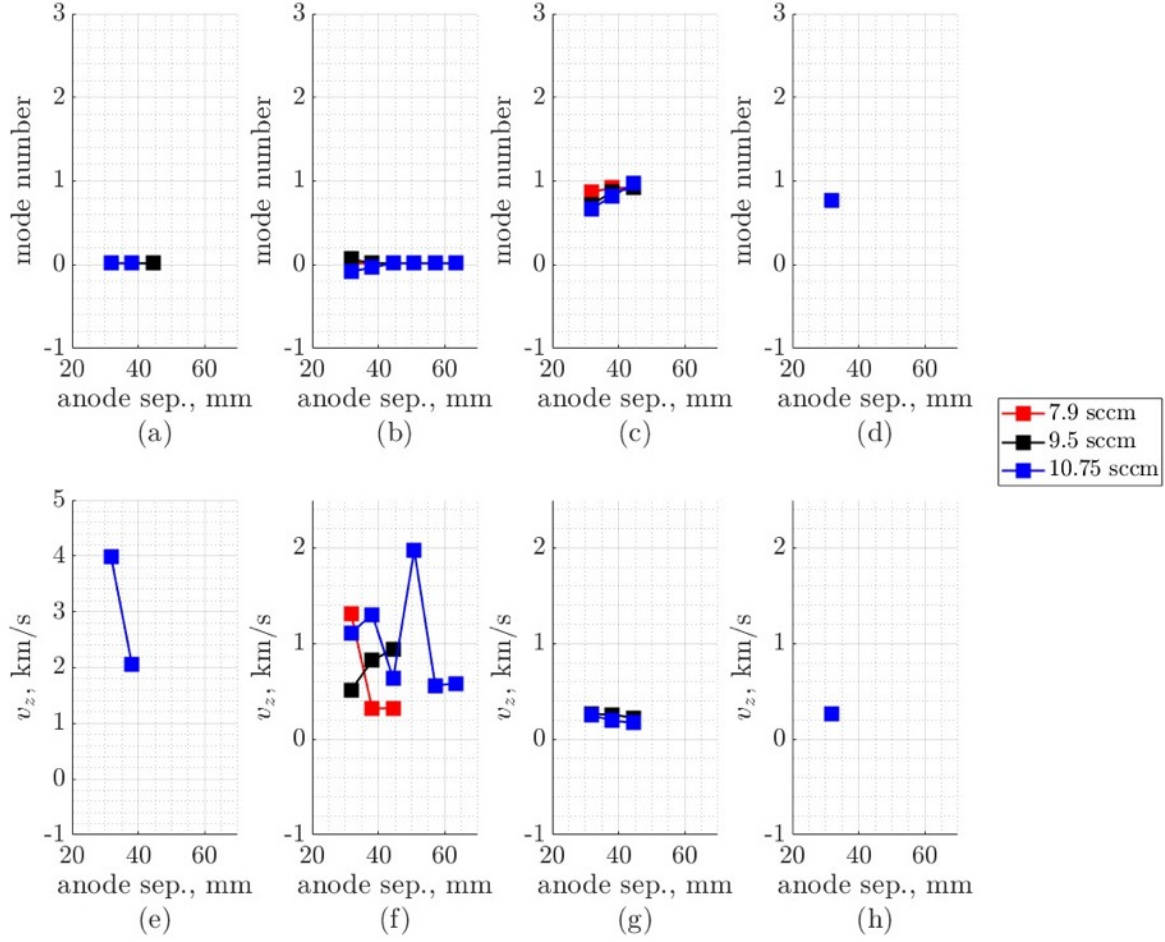 3
2
1
0
-1
20 40 60
anode sep., mm
mode number
(a)
3
2
1
0
-1
20 40 60
anode sep., mm
mode number
(b)
3
2
1
0
-1
20 40 60
anode sep., mm
mode number
(c)
3
2
1
0
-1
20 40 60
anode sep., mm
mode number
(d)
7.9 sccm
9.5 sccm
10.75 sccm
5
4
3
2
1
0
-1
20 40 60
anode sep., mm
v_z, km/s
(e)
2
1
0
-1
20 40 60
anode sep., mm
v_z, km/s
(f)
2
1
0
-1
20 40 60
anode sep., mm
v_z, km/s
(g)
2
1
0
-1
20 40 60
anode sep., mm
v_z, km/s
(h)